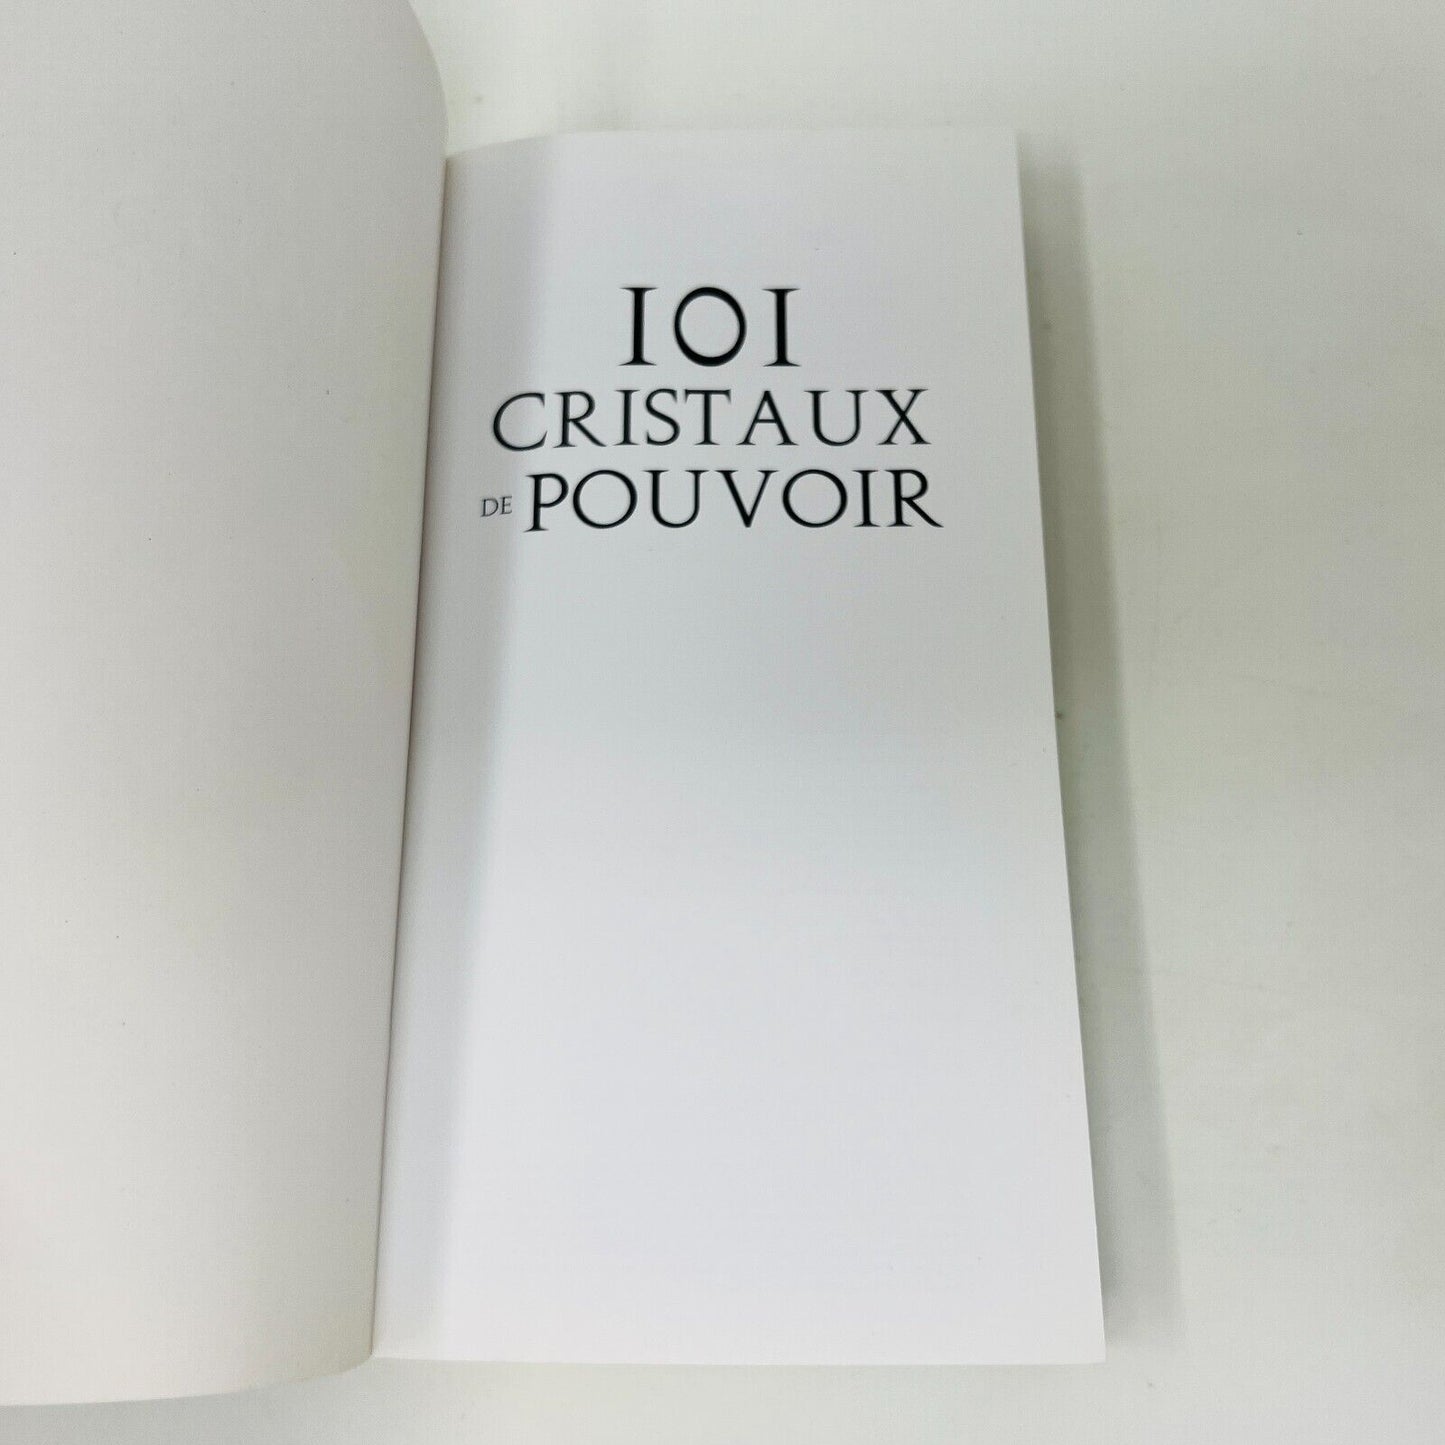 101
CRISTAUX
DE POUVOIR